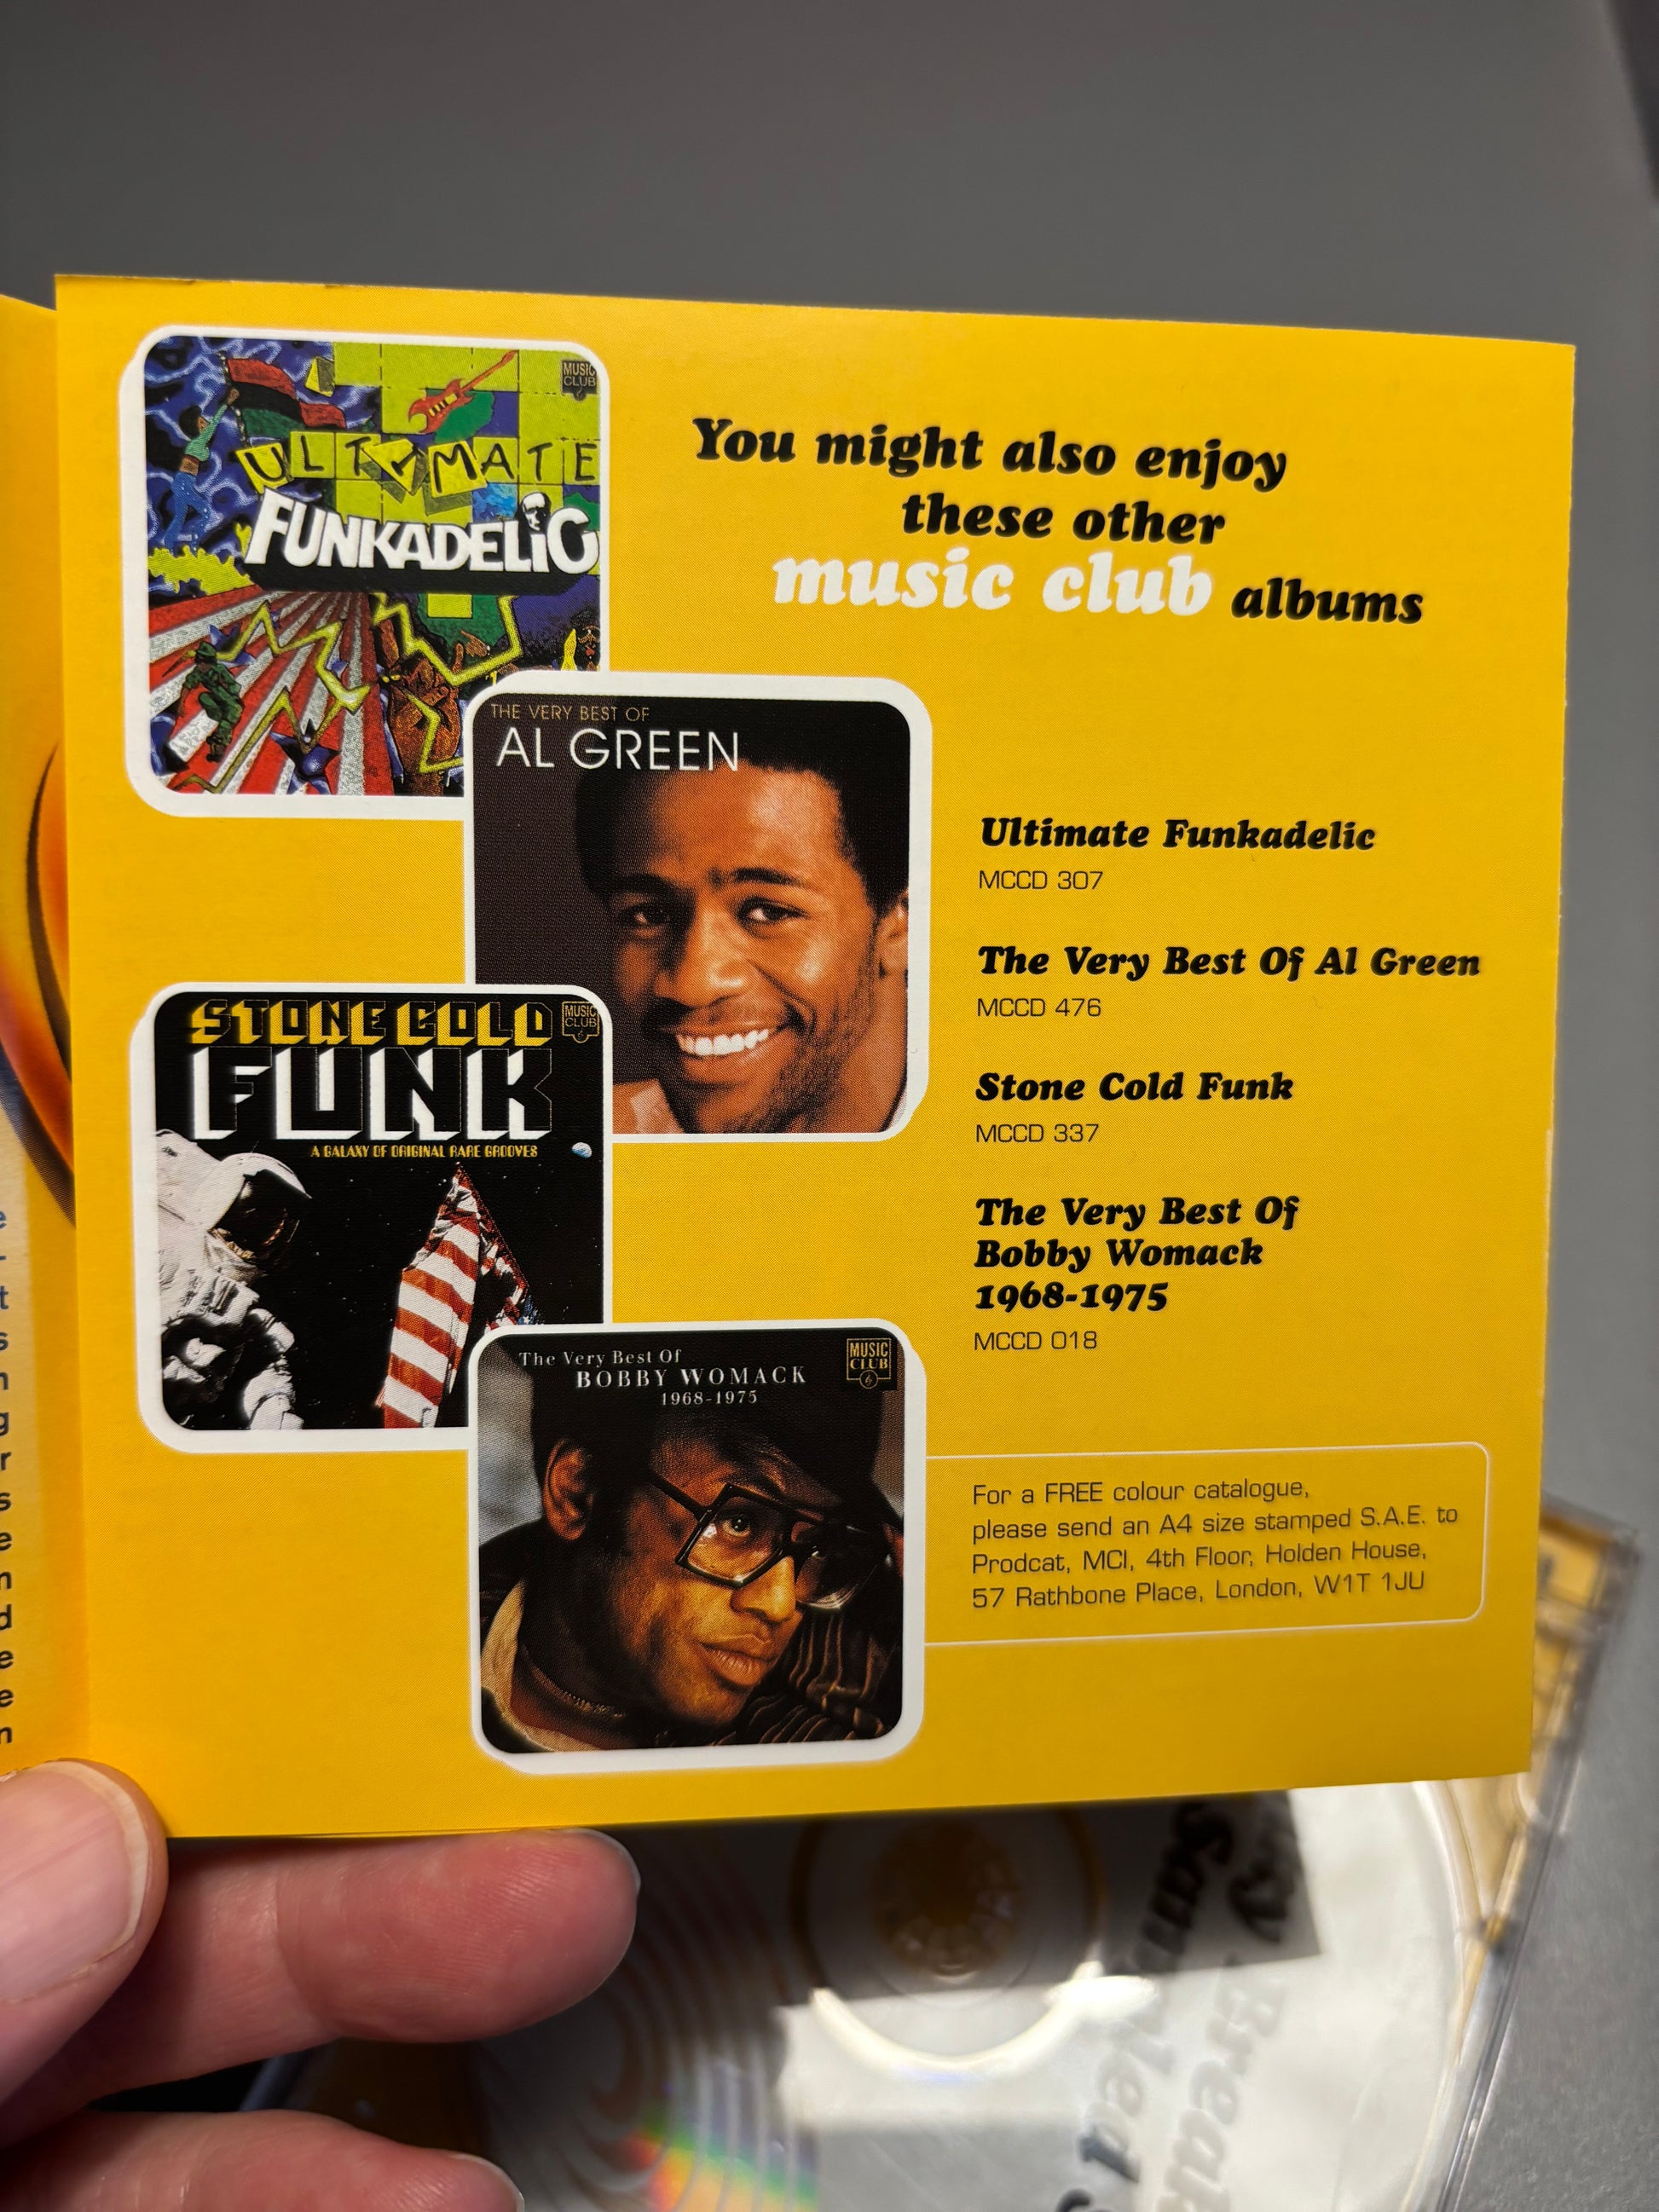 ULTIMATE
FUNKADELIC
MUSIC
CLUB
You might also enjoy
these other
music club albums
THE VERY BEST OF
AL GREEN
Ultimate Funkadelic
MCCD 307
The Very Best Of Al Green
MCCD 476
STONE COLD
FUNK
A GALAXY OF ORIGINAL RARE GROOVES
MUSIC
CLUB
Stone Cold Funk
MCCD 337
The Very Best Of
Bobby Womack
1968-1975
MCCD 018
The Very Best Of
BOBBY WOMACK
1968-1975
MUSIC
CLUB
For a FREE colour catalogue,
please send an A4 size stamped S.A.E. to
Prodcat, MCI, 4th Floor, Holden House,
57 Rathbone Place, London, W1T 1JU